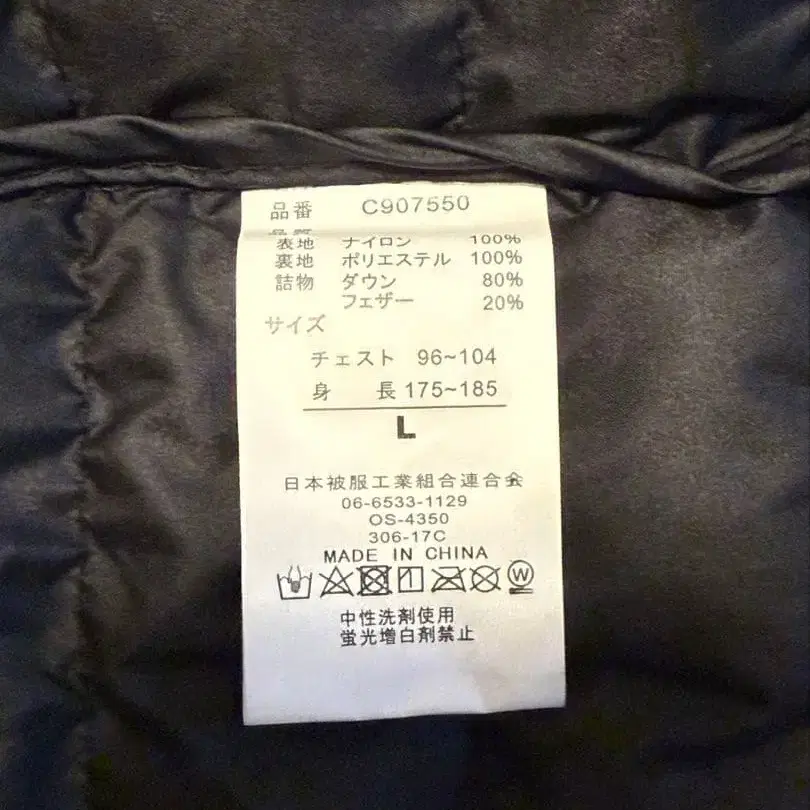 品番 C907550
表地 ナイロン 100%
裏地 ポリエステル 100%
詰物 ダウン 80%
フェザー 20%
サイズ
チェスト 96~104
身 長 175~185
L
日本被服工業組合連合会
06-6533-1129
OS-4350
306-17C
MADE IN CHINA
W
中性洗剤使用
蛍光増白剤禁止